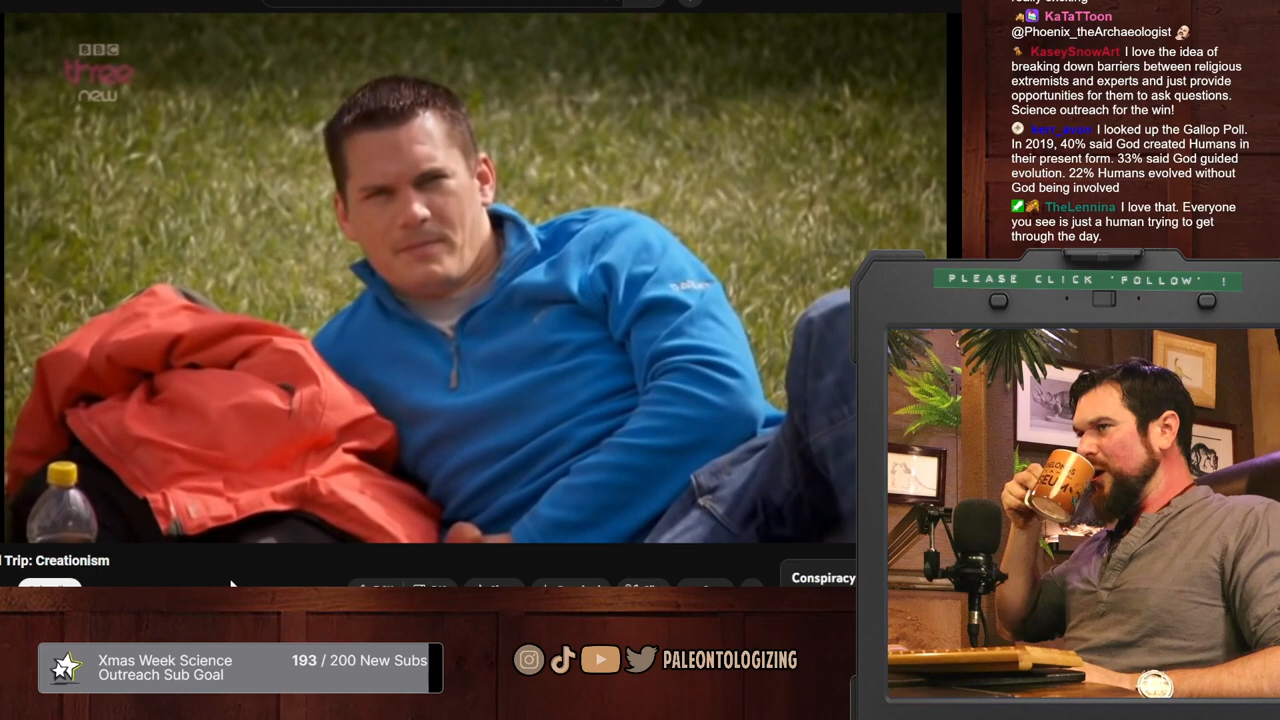 BBC
three
new
KaTaTToon
@Phoenix_theArchaeologist
KaseySnowArt I love the idea of
breaking down barriers between religious
extremists and experts and just provide
opportunities for them to ask questions.
Science outreach for the win!
I looked up the Gallop Poll.
In 2019, 40% said God created Humans in
their present form. 33% said God guided
evolution. 22% Humans evolved without
God being involved
TheLennina I love that. Everyone
you see is just a human trying to get
through the day.
PLEASE CLICK 'FOLLOW' !
Trip: Creationism
Conspiracy
Xmas Week Science
Outreach Sub Goal
193 / 200 New Subs
PALEONTOLOGIZING